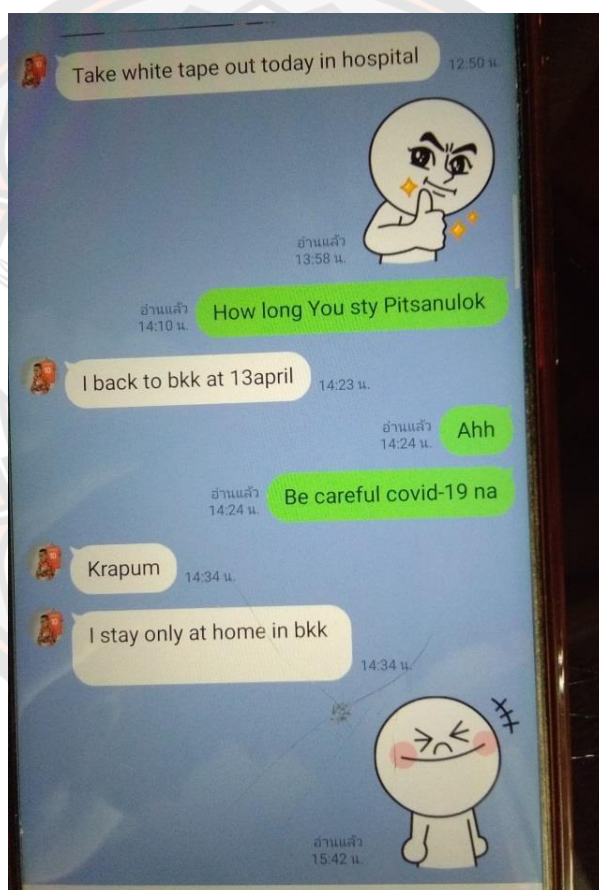 Take white tape out today in hospital
12:50 น.
อ่านแล้ว
13:58 น.
How long You sty Pitsanulok
อ่านแล้ว
14:10 น.
I back to bkk at 13april
14:23 น.
Ahh
อ่านแล้ว
14:24 น.
Be careful covid-19 na
อ่านแล้ว
14:24 น.
Krapum
14:34 น.
I stay only at home in bkk
14:34 น.
อ่านแล้ว
15:42 น.